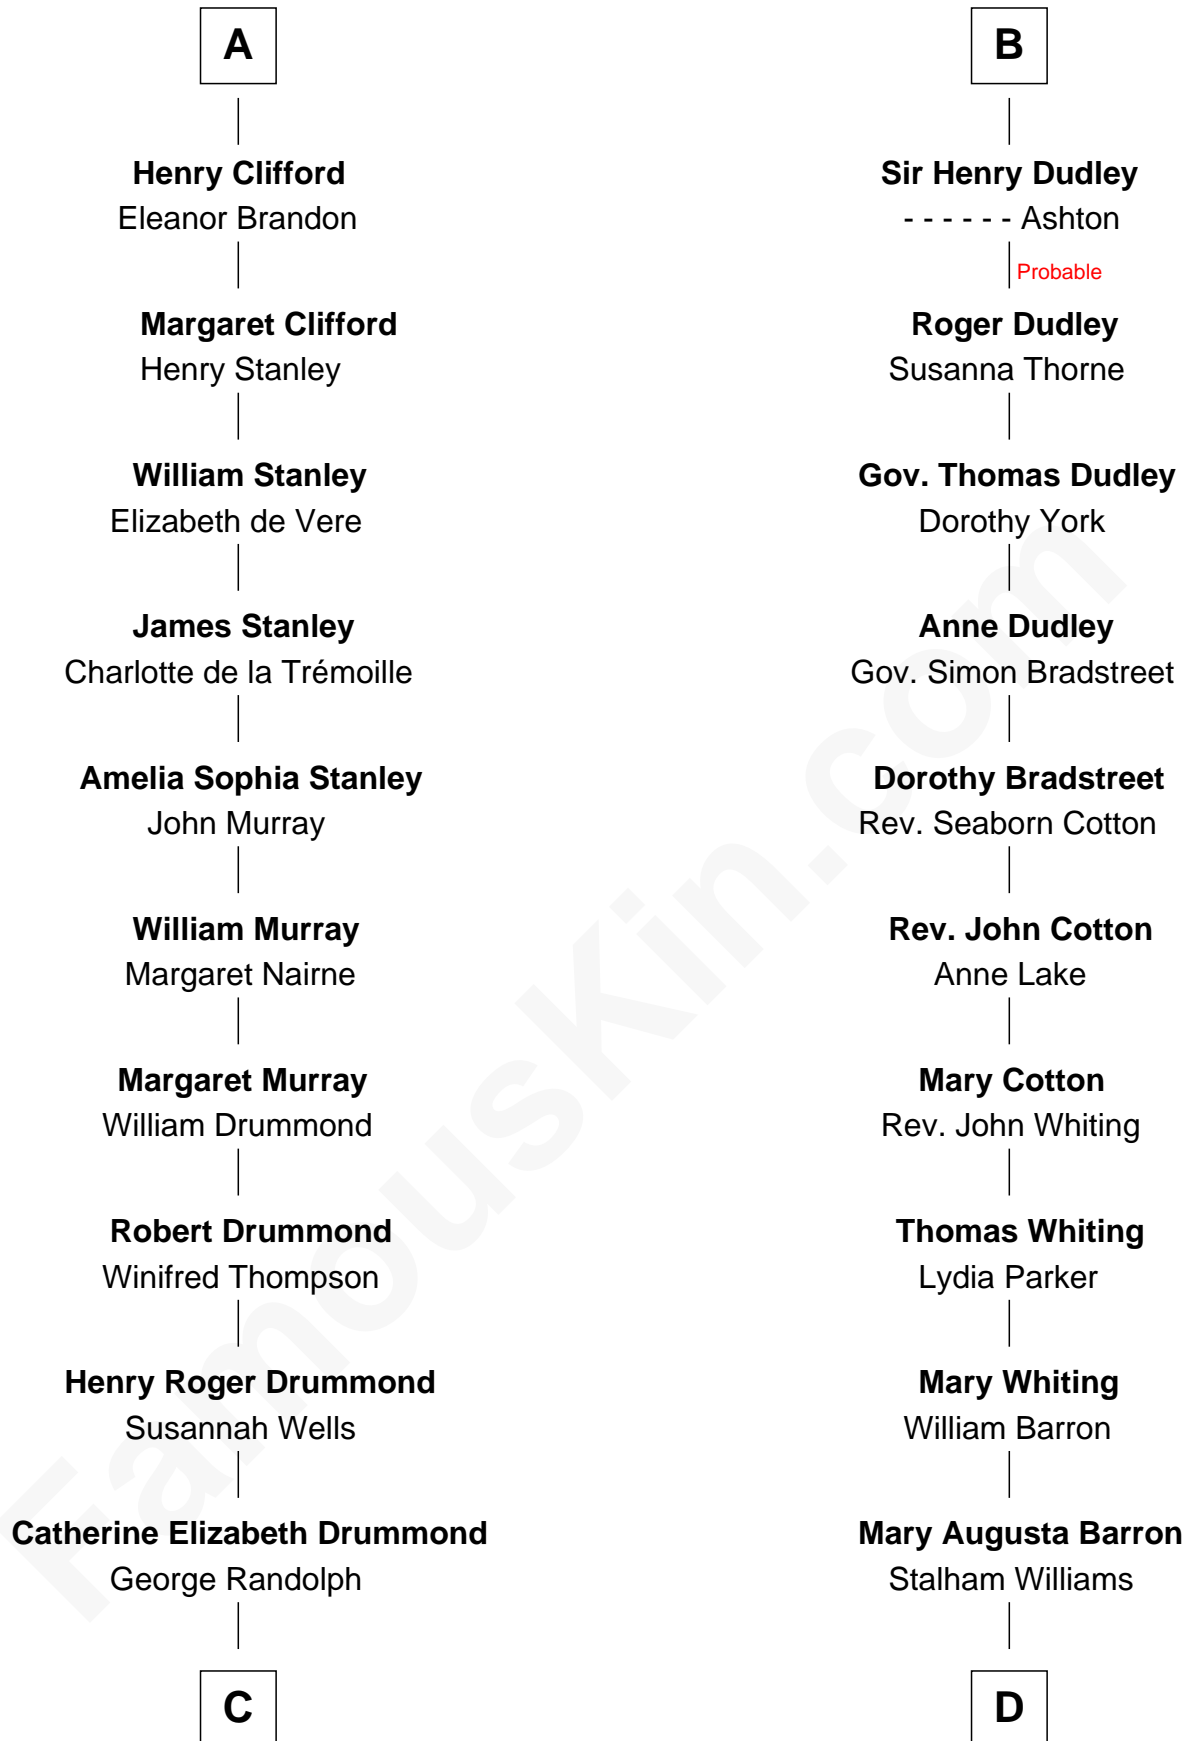 A
Henry Clifford
Eleanor Brandon
Margaret Clifford
Henry Stanley
William Stanley
Elizabeth de Vere
James Stanley
Charlotte de la Trémoille
Amelia Sophia Stanley
John Murray
William Murray
Margaret Nairne
Margaret Murray
William Drummond
Robert Drummond
Winifred Thompson
Henry Roger Drummond
Susannah Wells
Catherine Elizabeth Drummond
George Randolph
C
B
Sir Henry Dudley
- - - - - - Ashton
Probable
Roger Dudley
Susanna Thorne
Gov. Thomas Dudley
Dorothy York
Anne Dudley
Gov. Simon Bradstreet
Dorothy Bradstreet
Rev. Seaborn Cotton
Rev. John Cotton
Anne Lake
Mary Cotton
Rev. John Whiting
Thomas Whiting
Lydia Parker
Mary Whiting
William Barron
Mary Augusta Barron
Stalham Williams
D
FamousKin.com